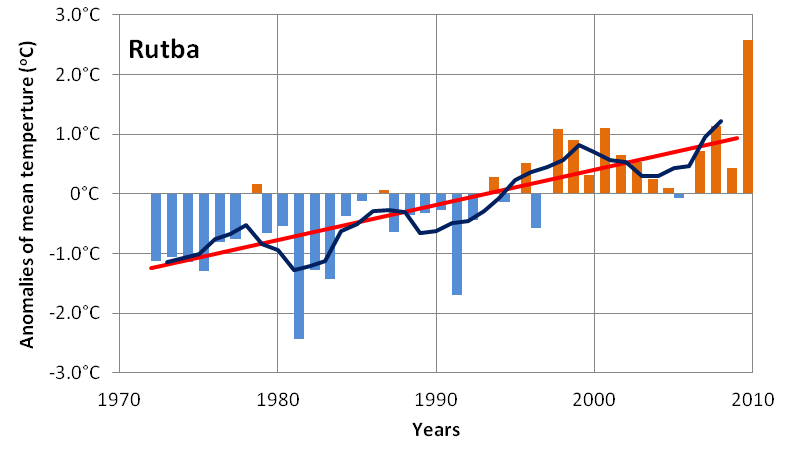 3.0°C
Rutba
2.0°C
1.0°C
0°C
-1.0°C
-2.0°C
-3.0°C
Anomalies of mean temperture (°C)
1970 1980 1990 2000 2010
Years